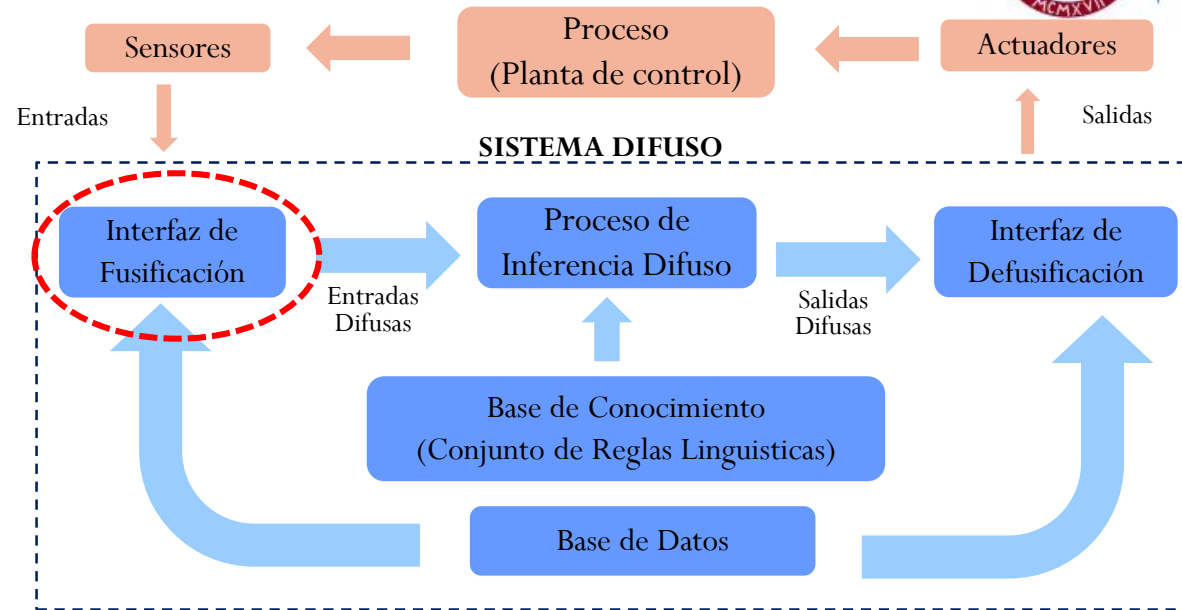 MCMXVII
Proceso
(Planta de control)
Sensores
Actuadores
Entradas
Salidas
SISTEMA DIFUSO
Interfaz de
Fusificación
Proceso de
Inferencia Difuso
Interfaz de
Defusificación
Entradas
Difusas
Salidas
Difusas
Base de Conocimiento
(Conjunto de Reglas Linguisticas)
Base de Datos